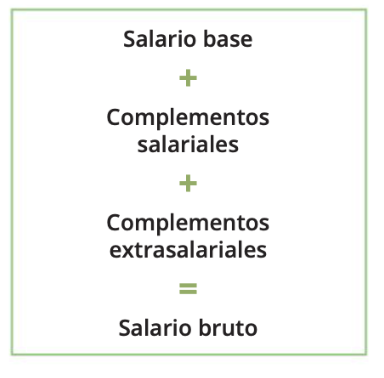 Salario base
+
Complementos
salariales
+
Complementos
extrasalariales
=
Salario bruto